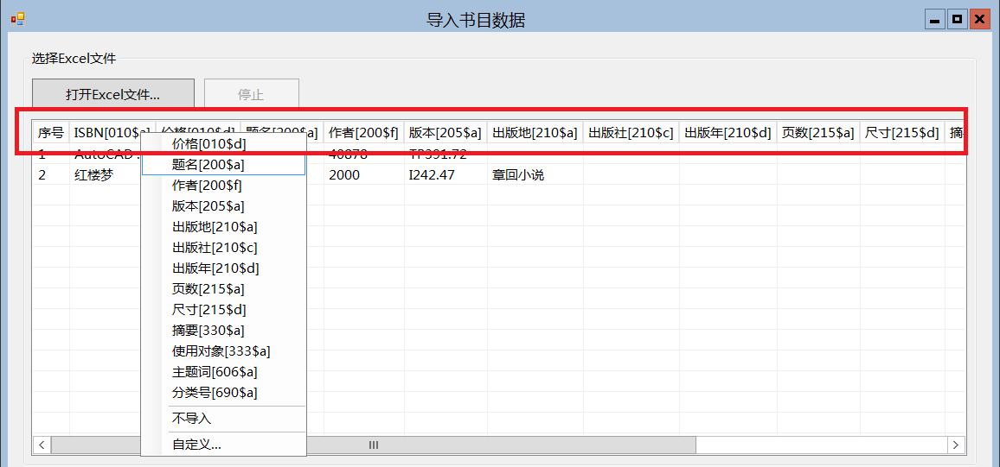 导入书目数据
选择Excel文件
打开Excel文件... 停止
序号 ISBN[010$a] 价格[010$d] 题名[200$a] 作者[200$f] 版本[205$a] 出版地[210$a] 出版社[210$c] 出版年[210$d] 页数[215$a] 尺寸[215$d] 摘
1 AutoCAD 40878 TP391.72
2 红楼梦 2000 I242.47 章回小说
价格[010$d]
题名[200$a]
作者[200$f]
版本[205$a]
出版地[210$a]
出版社[210$c]
出版年[210$d]
页数[215$a]
尺寸[215$d]
摘要[330$a]
使用对象[333$a]
主题词[606$a]
分类号[690$a]
不导入
自定义...